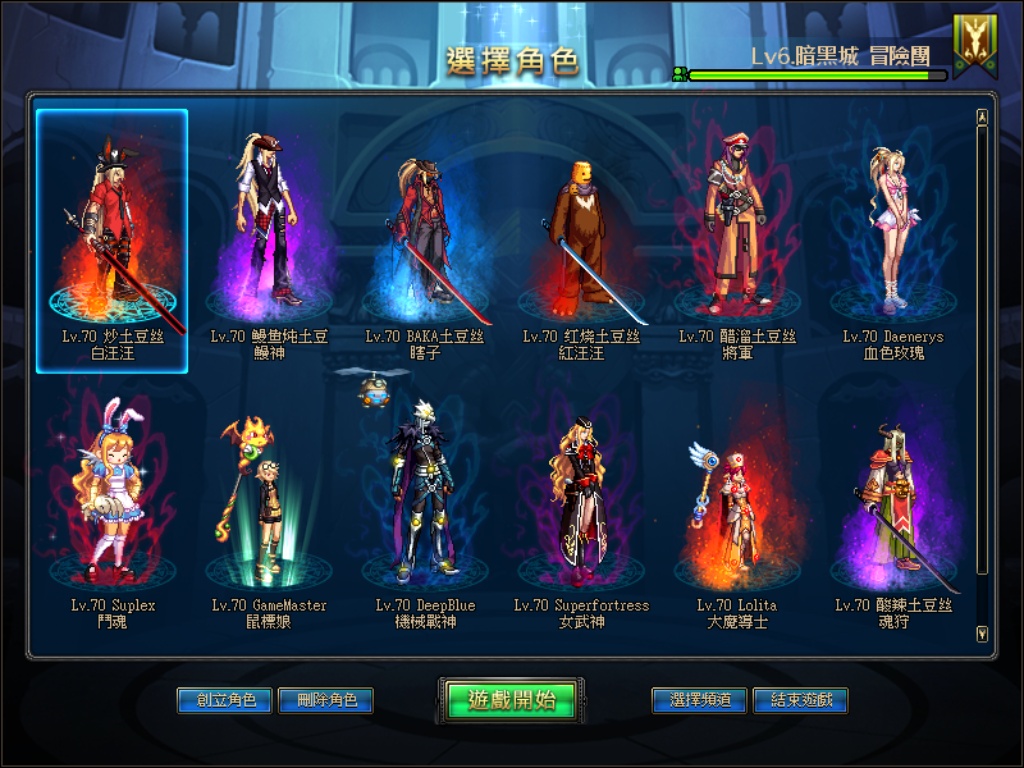 選擇角色
Lv6.暗黑城 冒險團
Lv.70 炒土豆丝
白汪汪
Lv.70 鳗鱼炖土豆
鰻神
Lv.70 BAKA土豆丝
瞎子
Lv.70 红烧土豆丝
紅汪汪
Lv.70 醋溜土豆丝
將軍
Lv.70 Daenerys
血色玫瑰
Lv.70 Suplex
鬥魂
Lv.70 GameMaster
鼠標娘
Lv.70 DeepBlue
機械戰神
Lv.70 Superfortress
女武神
Lv.70 Lolita
大魔導士
Lv.70 酸辣土豆丝
魂狩
創立角色
刪除角色
遊戲開始
選擇頻道
結束遊戲